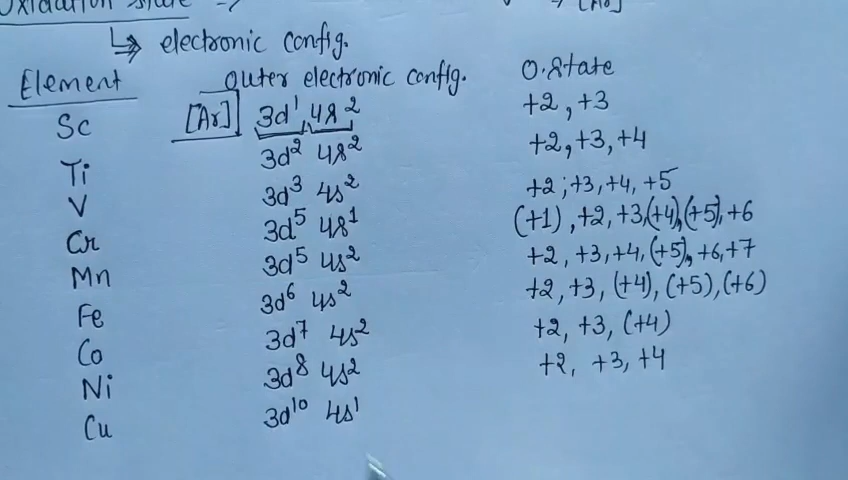 Oxidation state → → [Ar]
↳ electronic config.
Element outer electronic config. O.State
Sc [Ar] 3d¹ 4s² +2, +3
Ti 3d² 4s² +2, +3, +4
V 3d³ 4s² +2, +3, +4, +5
Cr 3d⁵ 4s¹ (+1), +2, +3, (+4), (+5), +6
Mn 3d⁵ 4s² +2, +3, +4, (+5), +6, +7
Fe 3d⁶ 4s² +2, +3, (+4), (+5), (+6)
Co 3d⁷ 4s² +2, +3, (+4)
Ni 3d⁸ 4s² +2, +3, +4
Cu 3d¹⁰ 4s¹